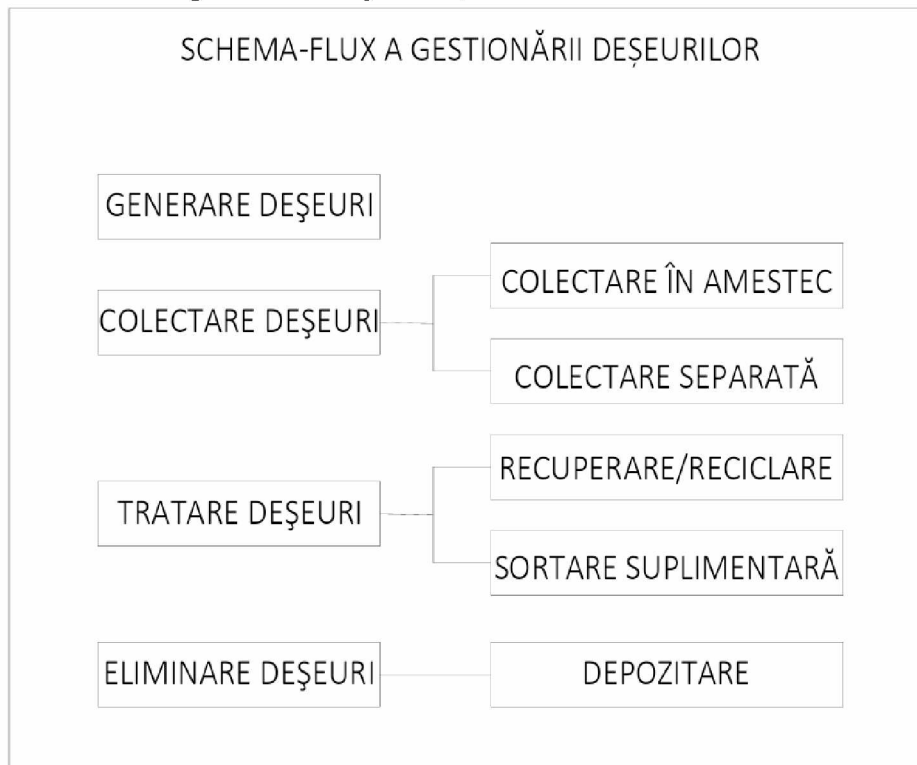 SCHEMA-FLUX A GESTIONĂRII DEȘEURILOR
GENERARE DEŞEURI
COLECTARE DEŞEURI
COLECTARE ÎN AMESTEC
COLECTARE SEPARATĂ
TRATARE DEŞEURI
RECUPERARE/RECICLARE
SORTARE SUPLIMENTARĂ
ELIMINARE DEŞEURI
DEPOZITARE